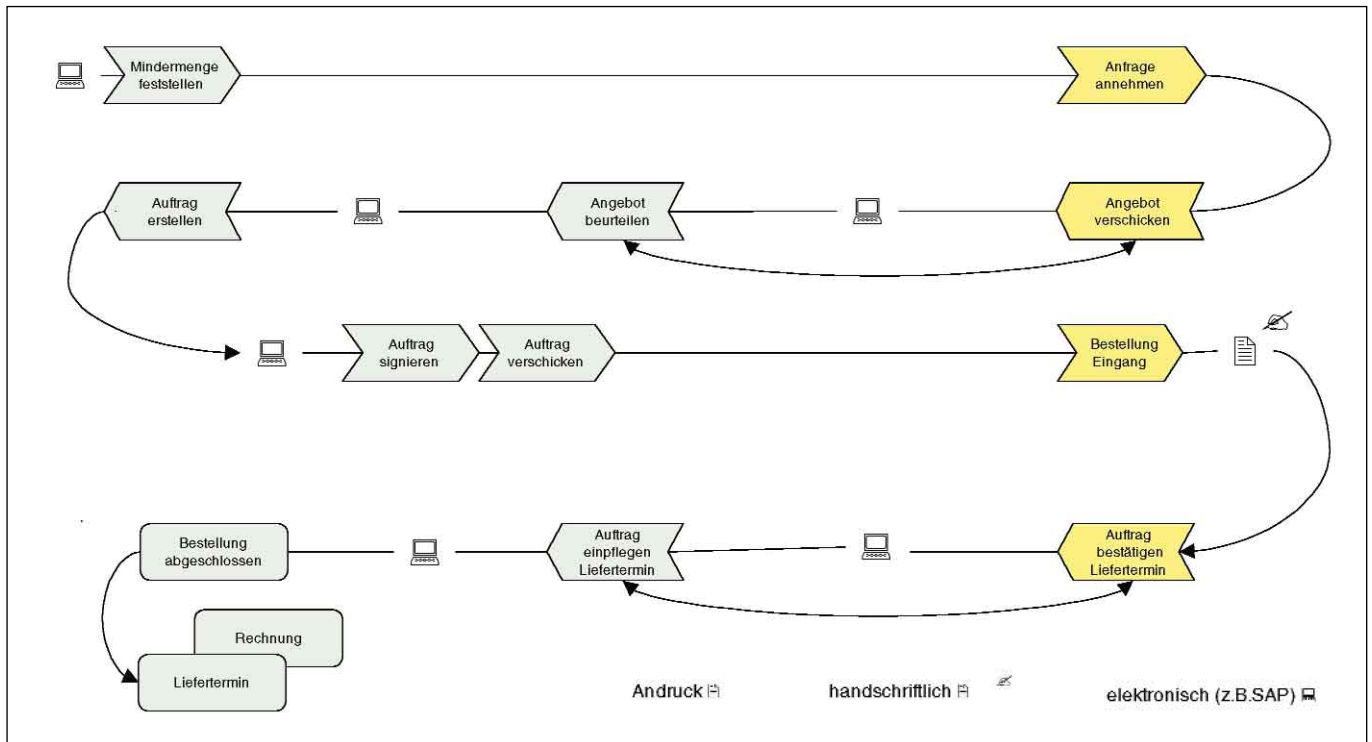 Mindermenge
feststellen
Anfrage
annehmen
Auftrag
erstellen
Angebot
beurteilen
Angebot
verschicken
Auftrag
signieren
Auftrag
verschicken
Bestellung
Eingang
Bestellung
abgeschlossen
Auftrag
einpflegen
Liefertermin
Auftrag
bestätigen
Liefertermin
Rechnung
Liefertermin
Andruck
handschriftlich
elektronisch (z.B.SAP)